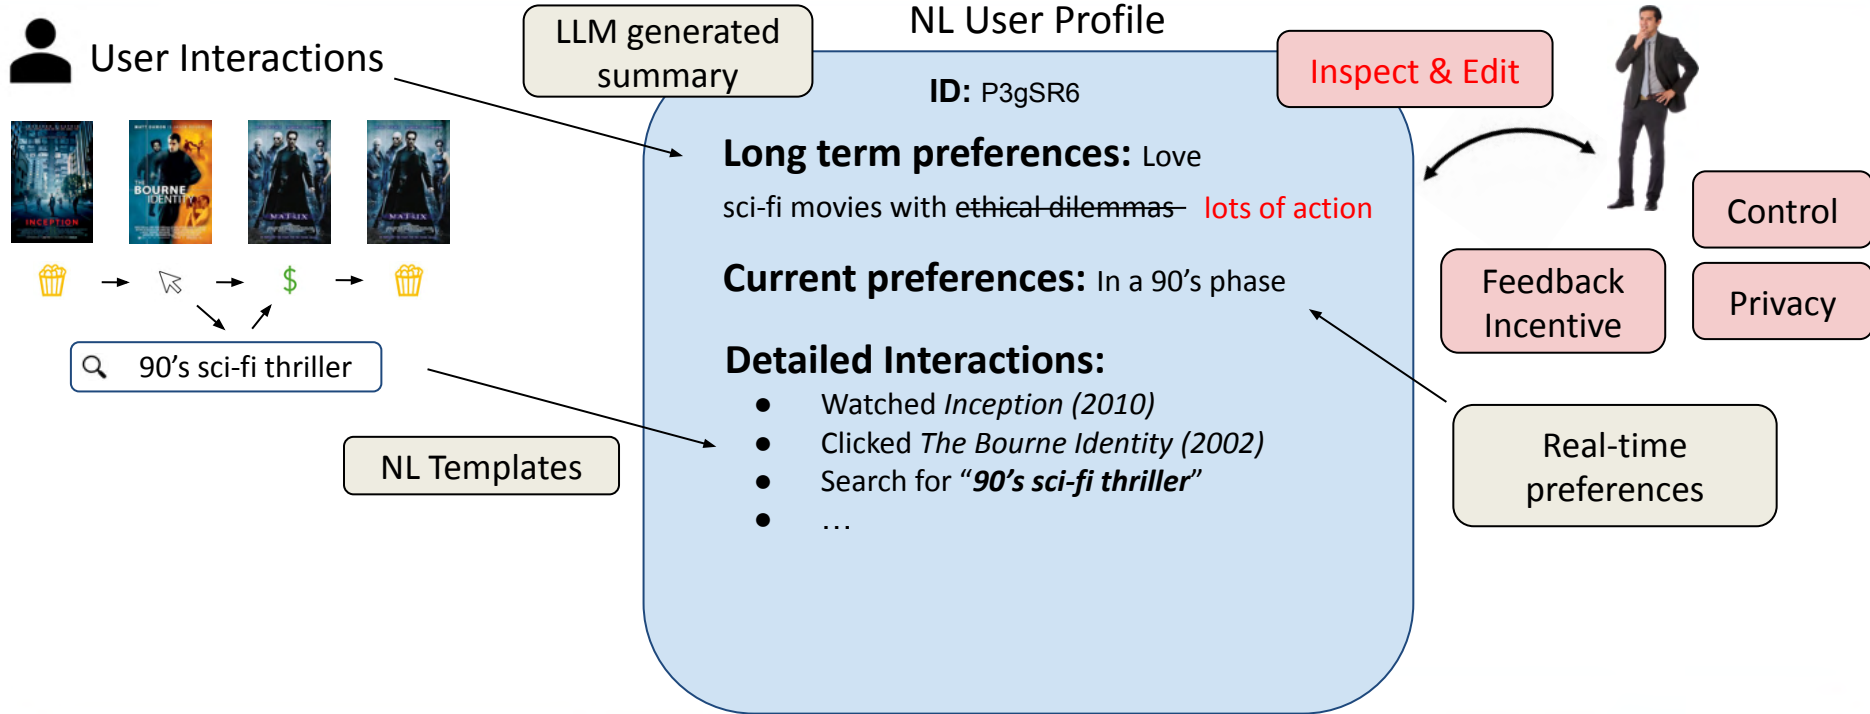 User Interactions
LLM generated
summary
NL User Profile
Inspect & Edit
ID: P3gSR6
INCEPTION
MATT DAMON
THE
BOURNE
IDENTITY
MATRIX
MATRIX
Long term preferences: Love
sci-fi movies with ethical dilemmas lots of action
Current preferences: In a 90's phase
$
90's sci-fi thriller
Detailed Interactions:
● Watched Inception (2010)
● Clicked The Bourne Identity (2002)
● Search for “90's sci-fi thriller”
● …
NL Templates
Control
Feedback
Incentive
Privacy
Real-time
preferences